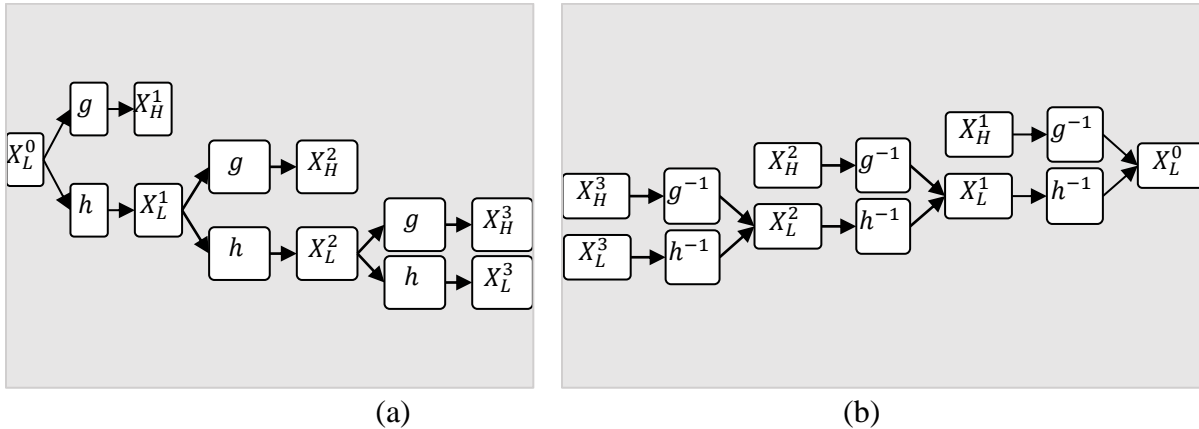 g X_H^1
X_L^0
h X_L^1
g X_H^2
h X_L^2
g X_H^3
h X_L^3
(a)
X_H^1 g^{-1}
X_H^2 g^{-1} X_L^0
X_H^3 g^{-1} X_L^1 h^{-1}
X_L^2 h^{-1}
X_L^3 h^{-1}
(b)